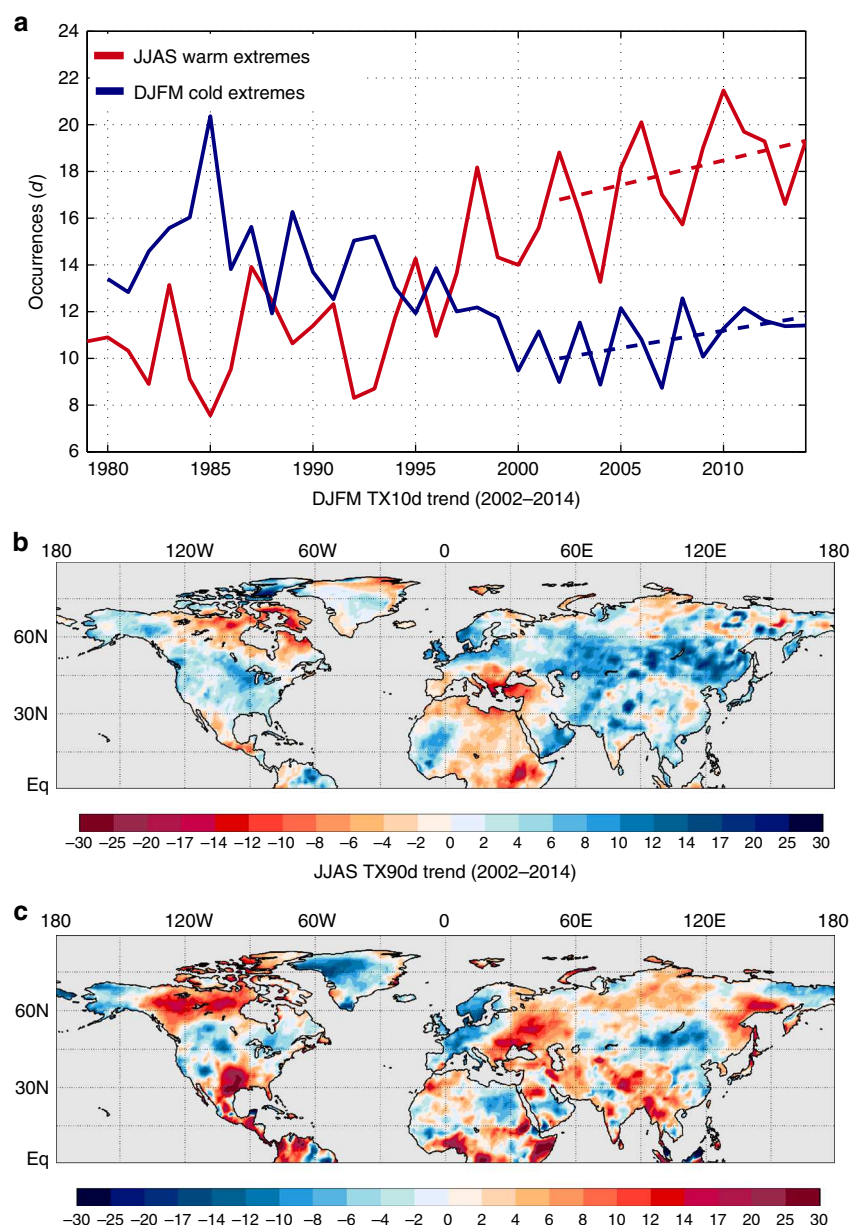 a
24
JJAS warm extremes
22
DJFM cold extremes
20
18
16
Occurrences (d)
14
12
10
8
6
1980 1985 1990 1995 2000 2005 2010
DJFM TX10d trend (2002–2014)
b
180 120W 60W 0 60E 120E 180
60N
30N
Eq
−30 −25 −20 −17 −14 −12 −10 −8 −6 −4 −2 0 2 4 6 8 10 12 14 17 20 25 30
JJAS TX90d trend (2002–2014)
c
180 120W 60W 0 60E 120E 180
60N
30N
Eq
−30 −25 −20 −17 −14 −12 −10 −8 −6 −4 −2 0 2 4 6 8 10 12 14 17 20 25 30